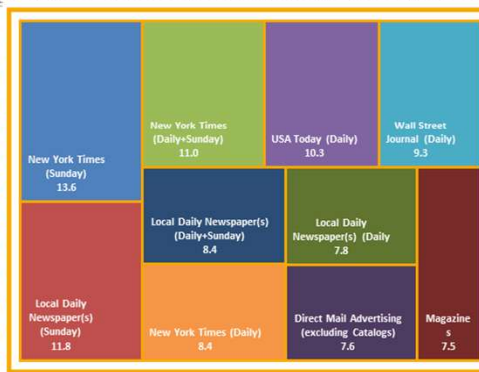 New York Times
(Sunday)
13.6
New York Times
(Daily+Sunday)
11.0
USA Today (Daily)
10.3
Wall Street
Journal (Daily)
9.3
Local Daily
Newspaper(s)
(Sunday)
11.8
Local Daily Newspaper(s)
(Daily+Sunday)
8.4
Local Daily
Newspaper(s) (Daily
7.8
New York Times (Daily)
8.4
Direct Mail Advertising
(excluding Catalogs)
7.6
Magazine
s
7.5